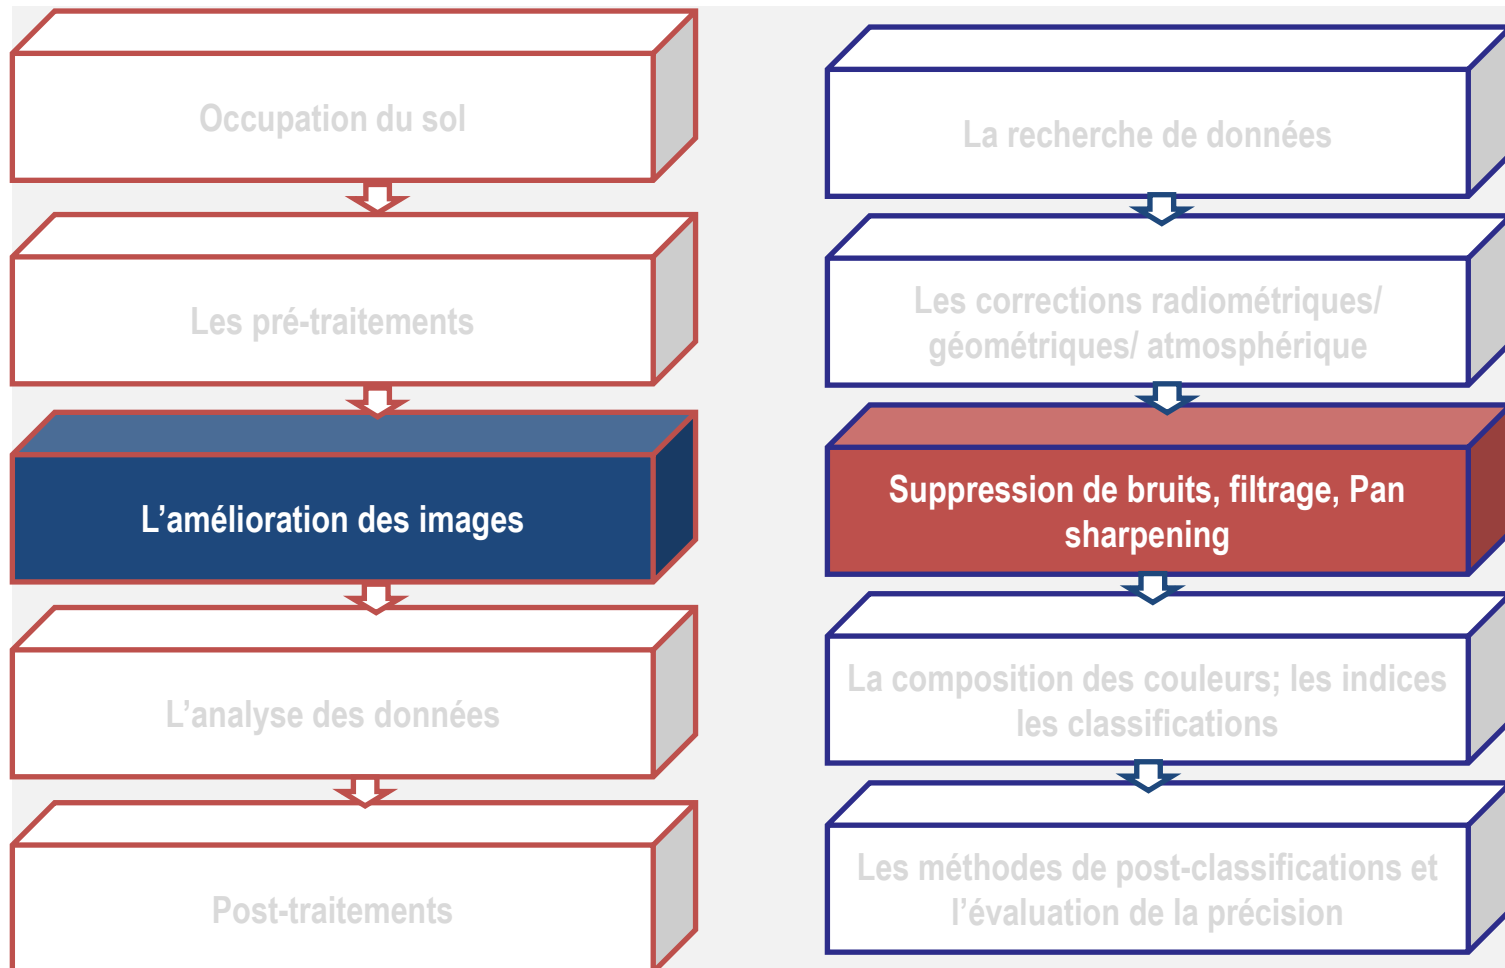 Occupation du sol
La recherche de données
Les pré-traitements
Les corrections radiométriques/
géométriques/ atmosphérique
L’amélioration des images
Suppression de bruits, filtrage, Pan
sharpening
L’analyse des données
La composition des couleurs; les indices
les classifications
Post-traitements
Les méthodes de post-classifications et
l’évaluation de la précision